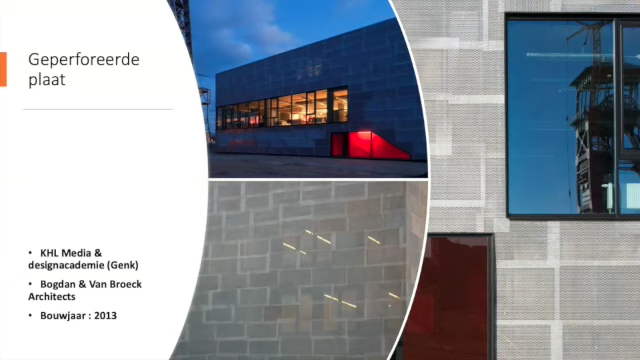 Geperforeerde
plaat
• KHL Media &
designacademie (Genk)
• Bogdan & Van Broeck
Architects
• Bouwjaar : 2013